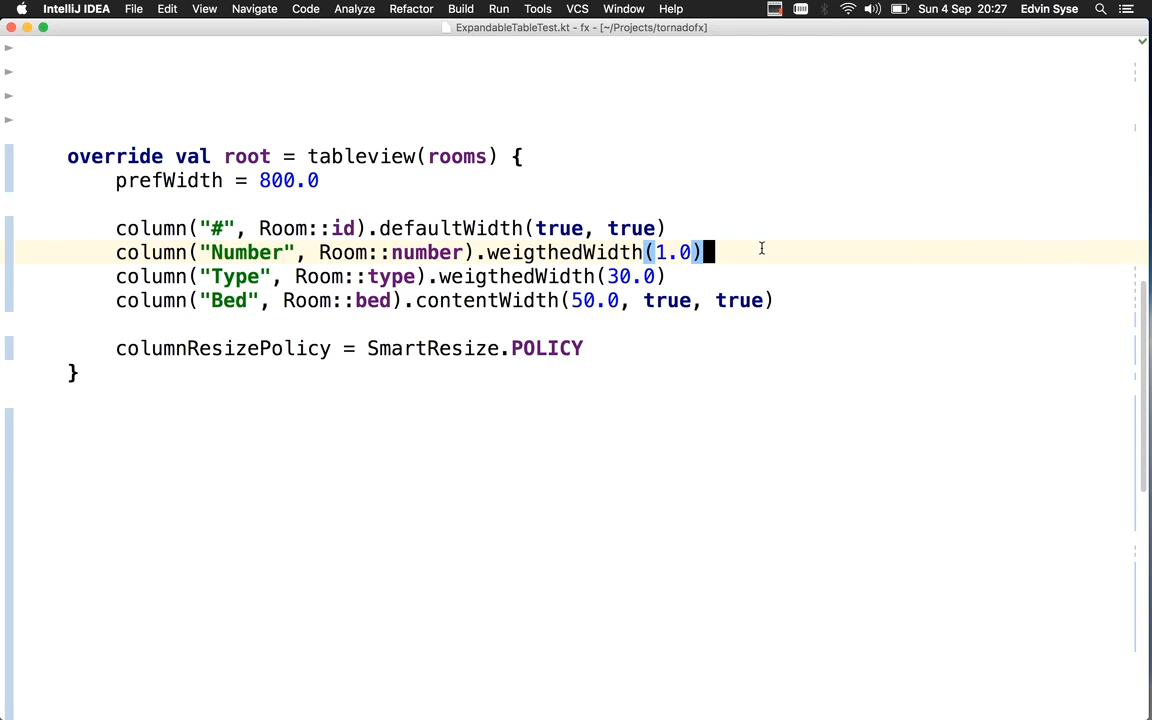 IntelliJ IDEA File Edit View Navigate Code Analyze Refactor Build Run Tools VCS Window Help Sun 4 Sep 20:27 Edvin Syse
ExpandableTableTest.kt - fx - [~/Projects/tornadofx]
override val root = tableview(rooms) {
prefWidth = 800.0
column("#", Room::id).defaultWidth(true, true)
column("Number", Room::number).weigthedWidth(1.0)
column("Type", Room::type).weigthedWidth(30.0)
column("Bed", Room::bed).contentWidth(50.0, true, true)
columnResizePolicy = SmartResize.POLICY
}